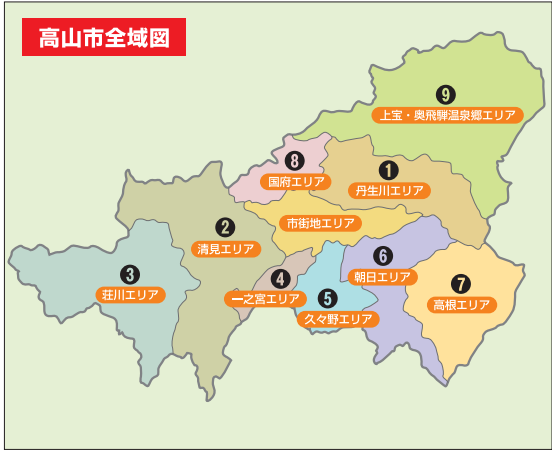 高山市全域図
9
上宝・奥飛騨温泉郷エリア
8
国府エリア
1
丹生川エリア
市街地エリア
2
清見エリア
6
朝日エリア
3
荘川エリア
4
一之宮エリア
5
久々野エリア
7
高根エリア